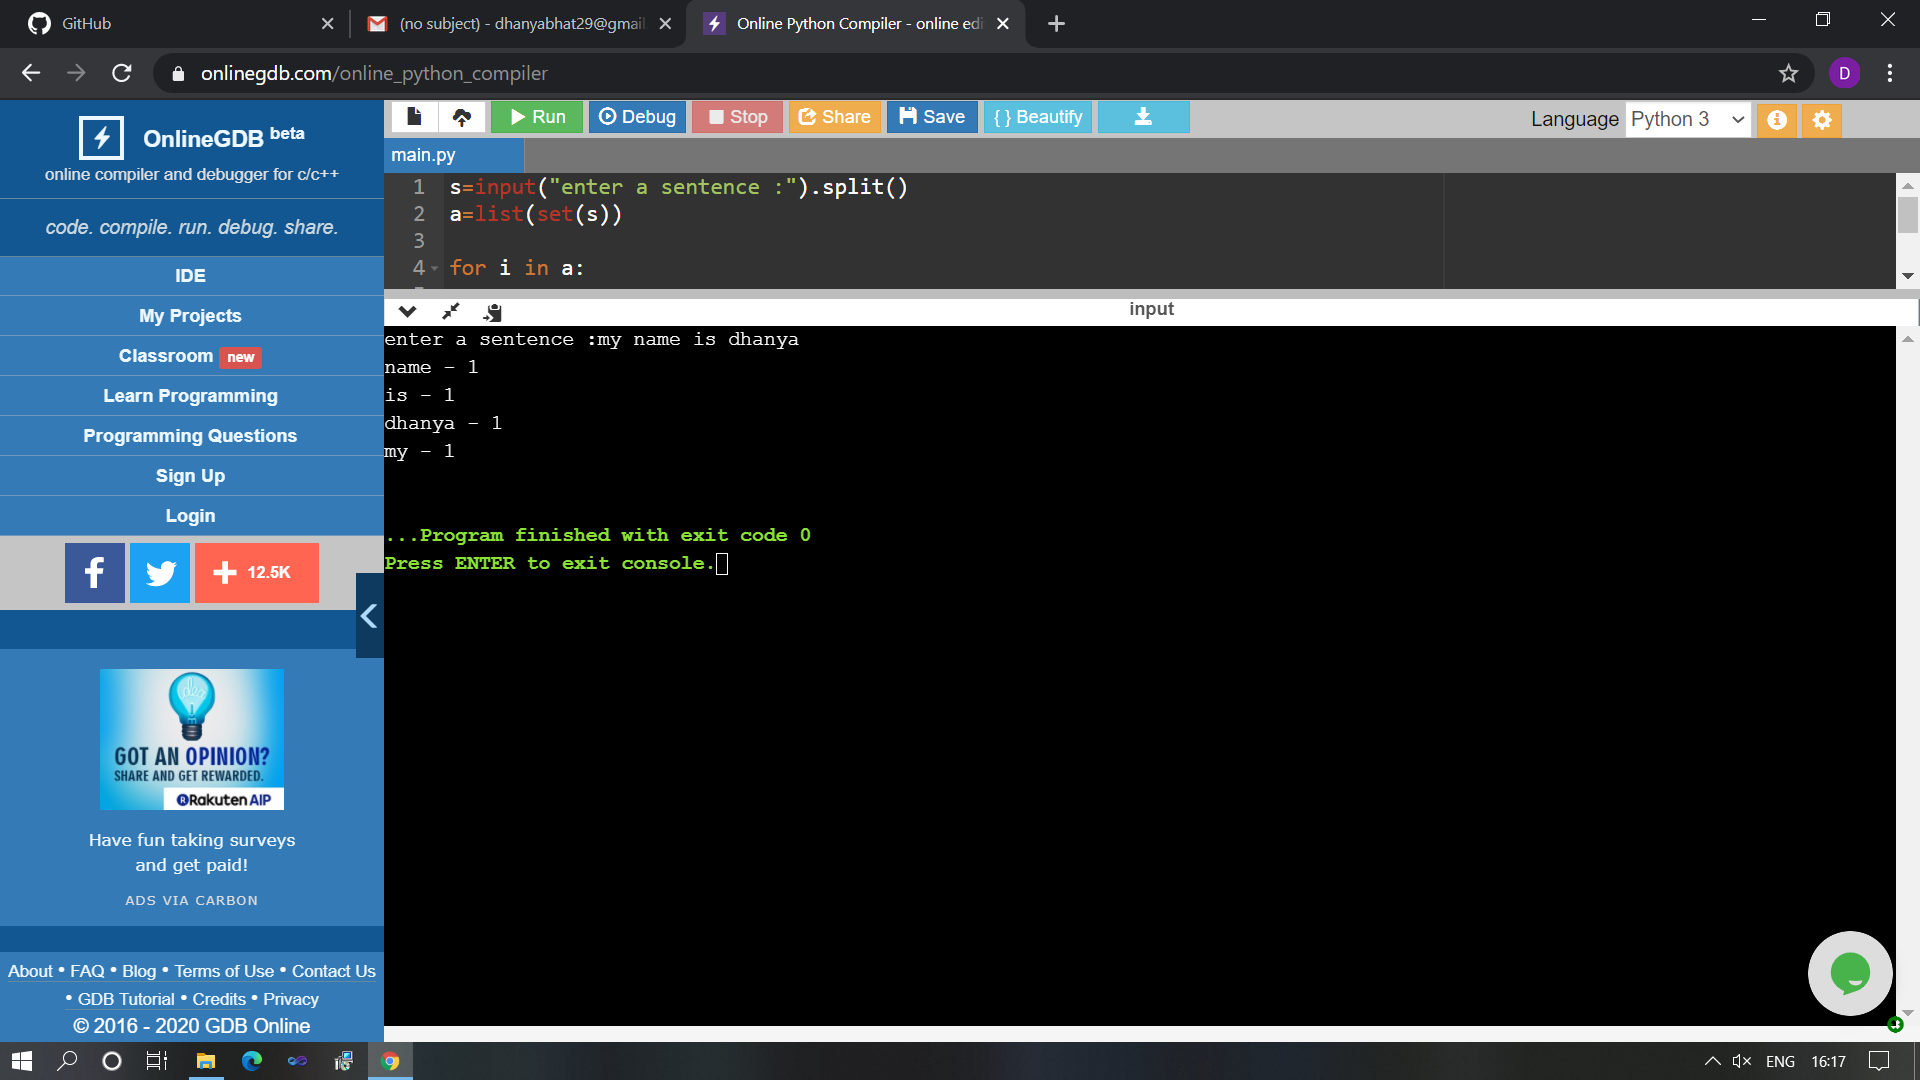 GitHub
(no subject) - dhanyabhat29@gmail
Online Python Compiler - online edi
onlinegdb.com/online_python_compiler
D
OnlineGDB beta
online compiler and debugger for c/c++
code. compile. run. debug. share.
IDE
My Projects
Classroom new
Learn Programming
Programming Questions
Sign Up
Login
12.5K
idea
GOT AN OPINION?
SHARE AND GET REWARDED.
Rakuten AIP
Have fun taking surveys
and get paid!
ADS VIA CARBON
About • FAQ • Blog • Terms of Use • Contact Us
• GDB Tutorial • Credits • Privacy
© 2016 - 2020 GDB Online
Run Debug Stop Share Save { } Beautify
Language Python 3
main.py
1 s=input("enter a sentence :").split()
2 a=list(set(s))
3
4 for i in a:
input
enter a sentence :my name is dhanya
name - 1
is - 1
dhanya - 1
my - 1
...Program finished with exit code 0
Press ENTER to exit console.
ENG 16:17